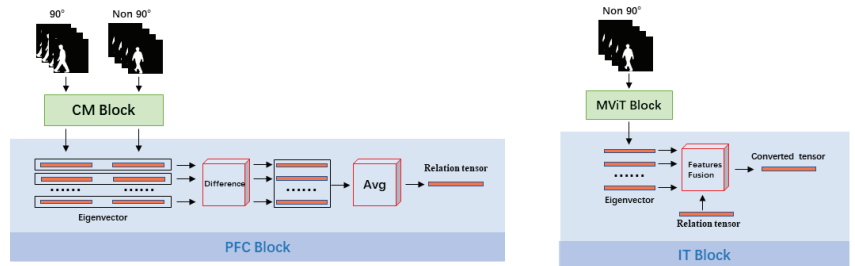 90°
Non 90°
CM Block
Difference
Avg
Relation tensor
......
......
Eigenvector
PFC Block
Non 90°
MViT Block
Features
Fusion
Converted tensor
......
Eigenvector
Relation tensor
IT Block